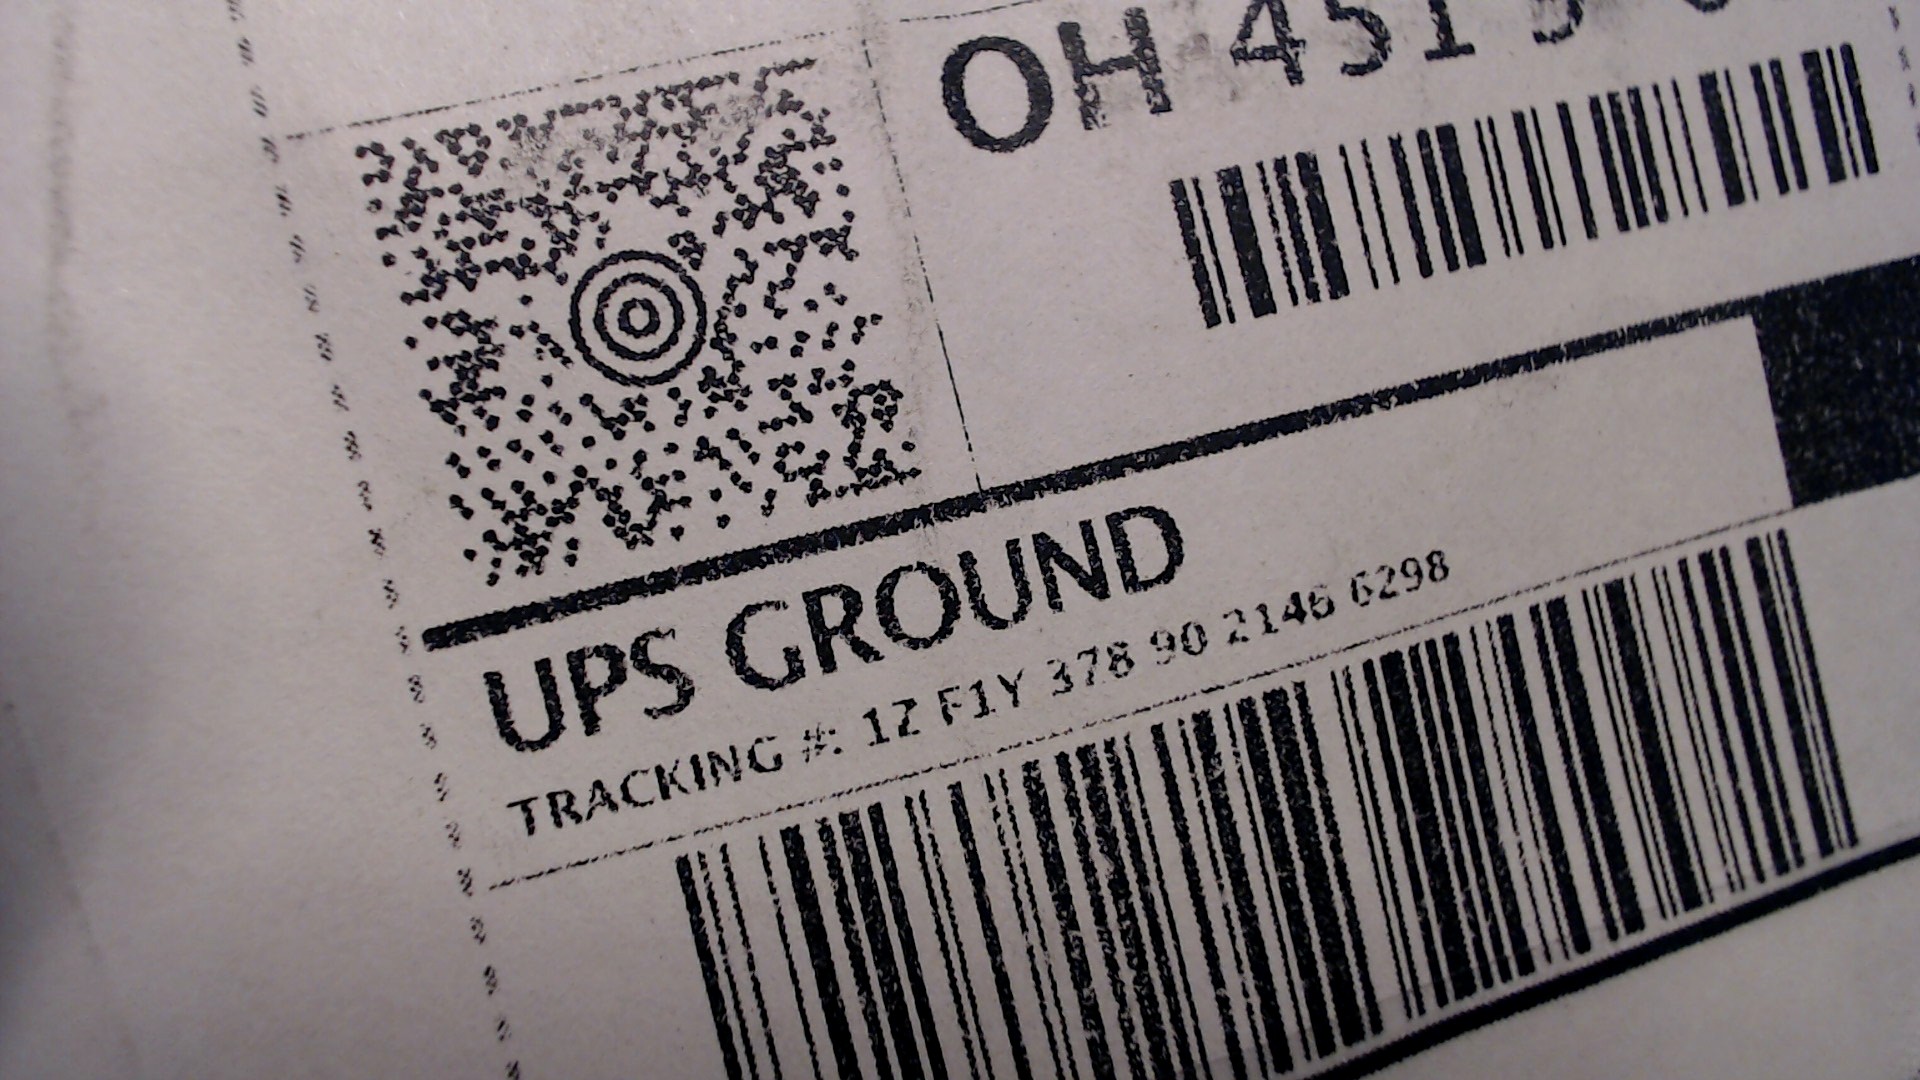 OH 451
UPS GROUND
TRACKING #: 1Z F1Y 378 90 2146 6298